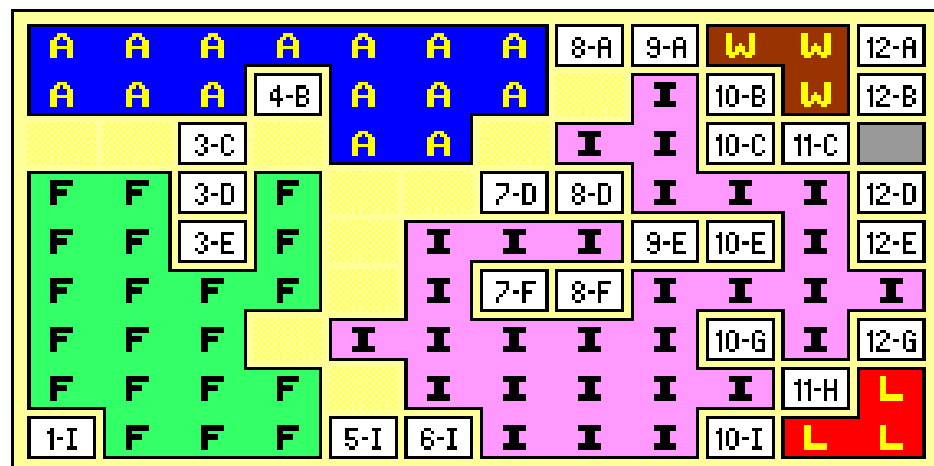 A A A A A A A 8-A 9-A W W 12-A
A A A 4-B A A A I 10-B W 12-B
3-C A A I I 10-C 11-C
F F 3-D F 7-D 8-D I I I 12-D
F F 3-E F I I I 9-E 10-E I 12-E
F F F F I 7-F 8-F I I I I
F F F I I I I I 10-G I 12-G
F F F F I I I I I 11-H L
1-I F F F 5-I 6-I I I I 10-I L L